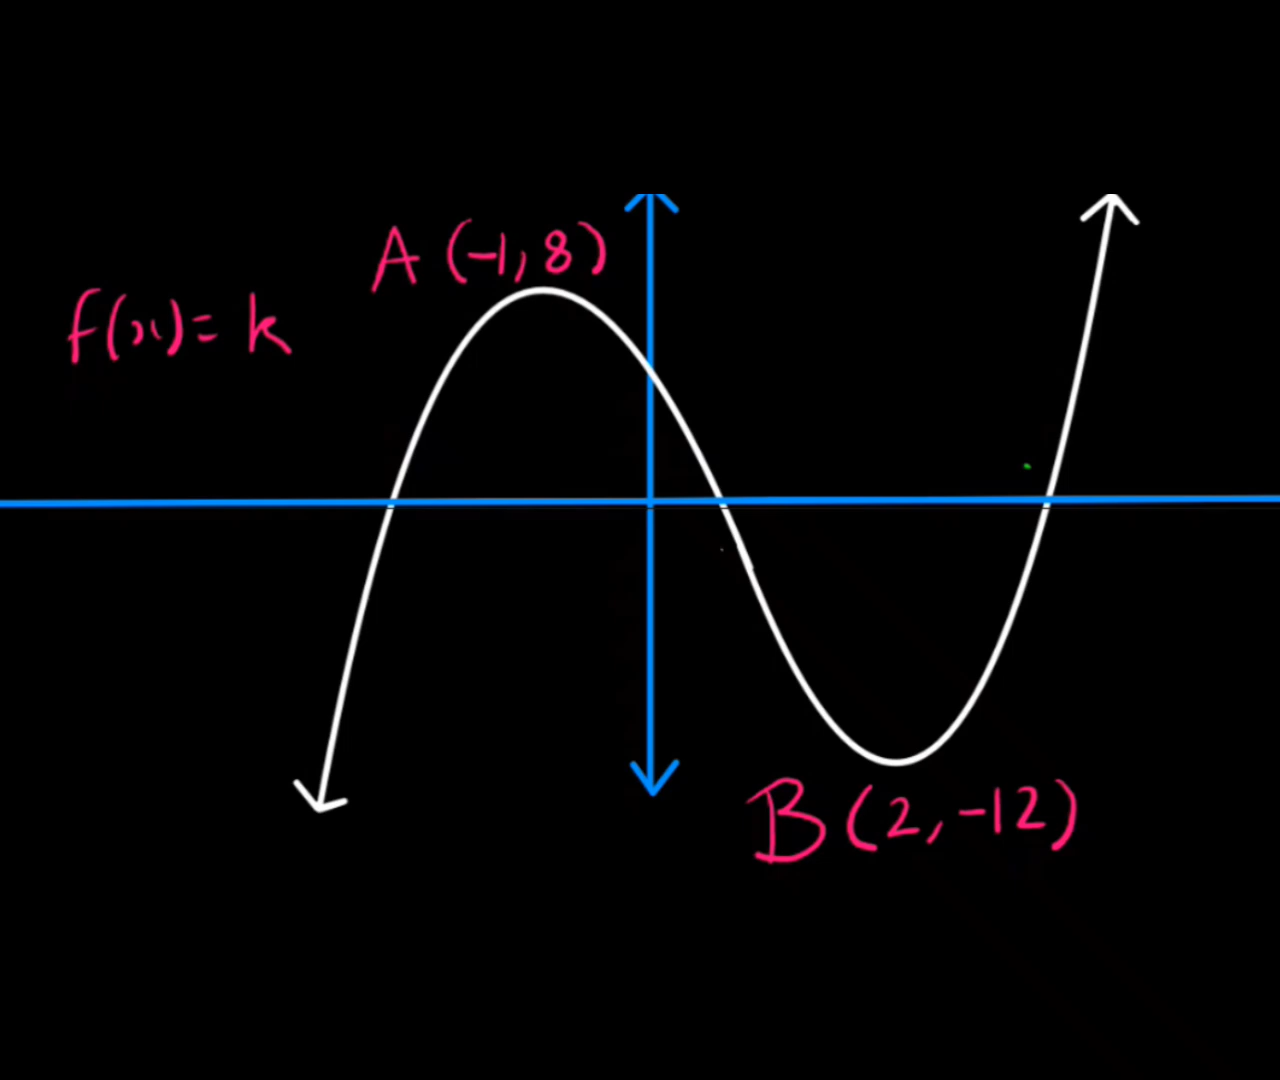 A (-1, 8)
f(x) = k
B (2, -12)